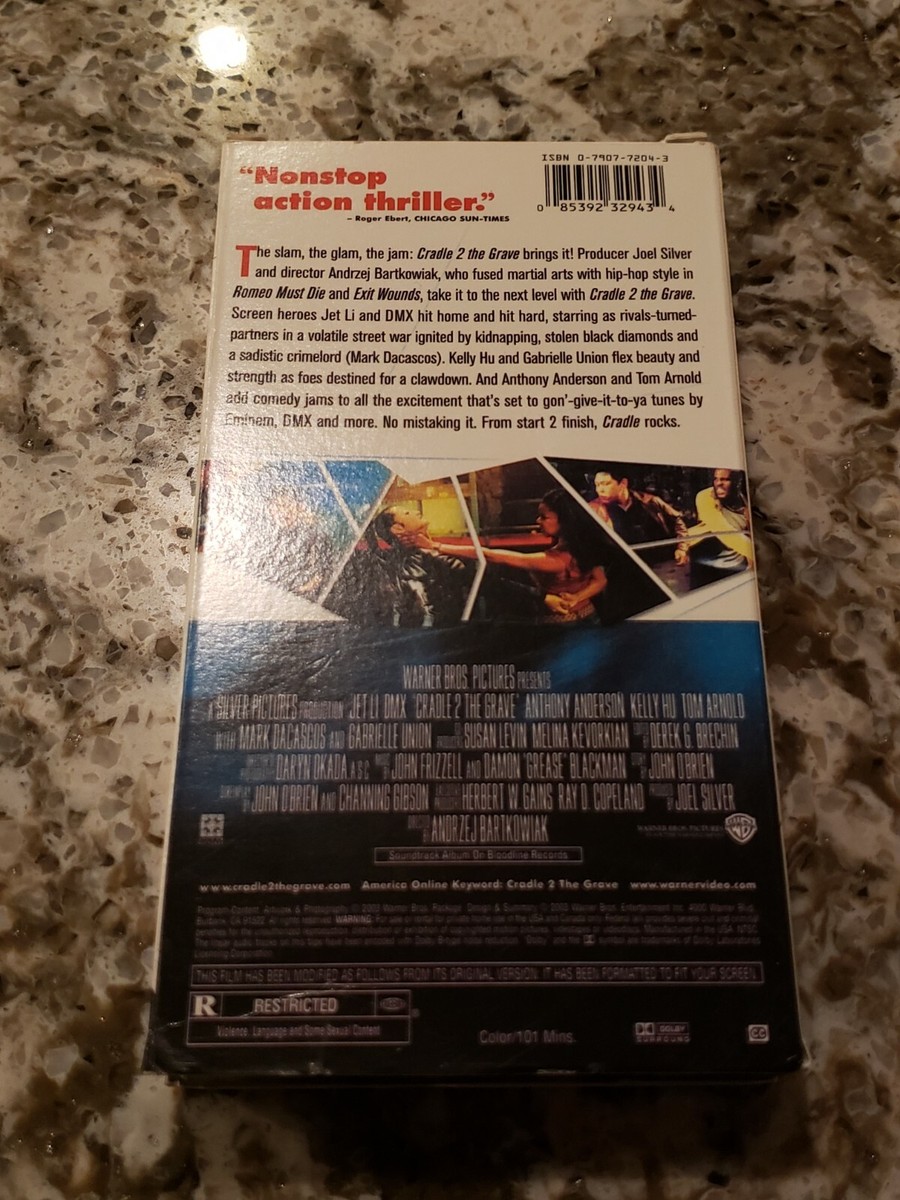 “Nonstop
action thriller.”
– Roger Ebert, CHICAGO SUN-TIMES
ISBN 0-7907-7204-3
0 85392 32943 4
The slam, the glam, the jam: Cradle 2 the Grave brings it! Producer Joel Silver
and director Andrzej Bartkowiak, who fused martial arts with hip-hop style in
Romeo Must Die and Exit Wounds, take it to the next level with Cradle 2 the Grave.
Screen heroes Jet Li and DMX hit home and hit hard, starring as rivals-turned-
partners in a volatile street war ignited by kidnapping, stolen black diamonds and
a sadistic crimelord (Mark Dacascos). Kelly Hu and Gabrielle Union flex beauty and
strength as foes destined for a clawdown. And Anthony Anderson and Tom Arnold
add comedy jams to all the excitement that's set to gon'-give-it-to-ya tunes by
Eminem, DMX and more. No mistaking it. From start 2 finish, Cradle rocks.
WARNER BROS. PICTURES PRESENTS
A SILVER PICTURES PRODUCTION JET LI DMX "CRADLE 2 THE GRAVE" ANTHONY ANDERSON KELLY HU TOM ARNOLD
WITH MARK DACASCOS AND GABRIELLE UNION SUSAN LEVIN MELINA KEVORKIAN DEREK G. BRECHIN
DARYN OKADA A.S.C. JOHN FRIZZELL AND DAMON "GREASE" BLACKMAN JOHN O'BRIEN
JOHN O'BRIEN AND CHANNING GIBSON HERBERT W. GAINS RAY D. COPELAND JOEL SILVER
ANDRZEJ BARTKOWIAK
WARNER BROS. PICTURES
WB
Soundtrack Album On Bloodline Records
www.cradle2thegrave.com America Online Keyword: Cradle 2 The Grave www.warnervideo.com
THIS FILM HAS BEEN MODIFIED AS FOLLOWS FROM ITS ORIGINAL VERSION: IT HAS BEEN FORMATTED TO FIT YOUR SCREEN.
R RESTRICTED
Violence, Language and Some Sexual Content
Color/101 Mins.
DOLBY SURROUND
CC